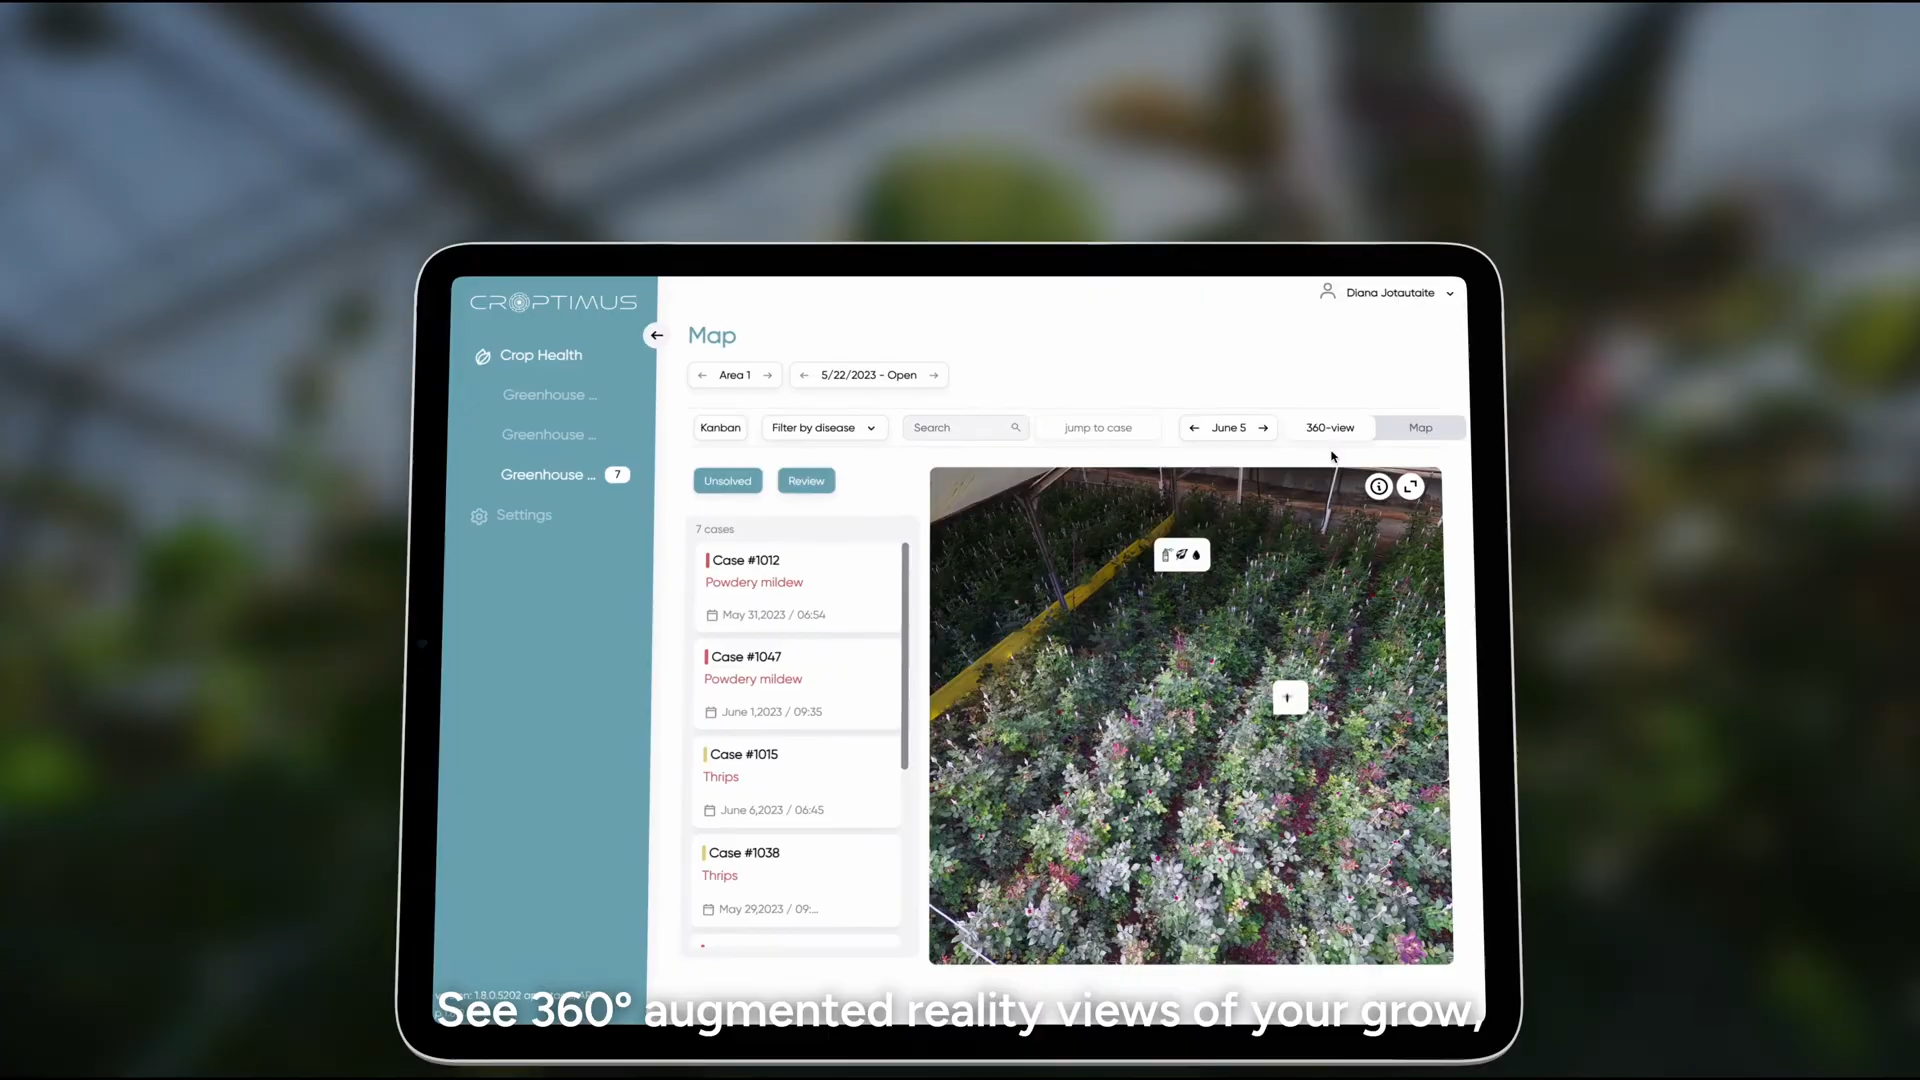 CROPTIMUS
Diana Jotautaite
Crop Health
Greenhouse ...
Greenhouse ...
Greenhouse ... 7
Settings
Map
Area 1
5/22/2023 - Open
Kanban
Filter by disease
Search
jump to case
June 5
360-view
Map
Unsolved
Review
7 cases
Case #1012
Powdery mildew
May 31,2023 / 06:54
Case #1047
Powdery mildew
June 1,2023 / 09:35
Case #1015
Thrips
June 6,2023 / 06:45
Case #1038
Thrips
May 29,2023 / 09:...
See 360° augmented reality views of your grow,